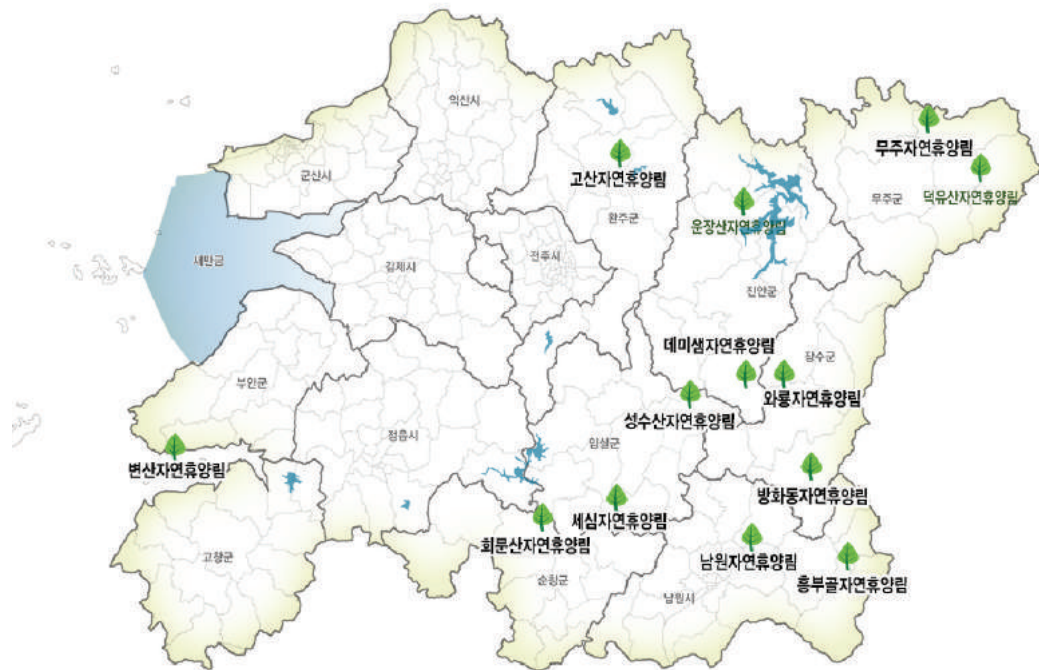 익산시
무주자연휴양림
고산자연휴양림
군산시
덕유산자연휴양림
무주군
완주군
운장산자연휴양림
새만금
김제시
전주시
진안군
데미샘자연휴양림
장수군
부안군
와룡자연휴양림
성수산자연휴양림
정읍시
임실군
변산자연휴양림
방화동자연휴양림
세심자연휴양림
회문산자연휴양림
고창군
남원자연휴양림
순창군
흥부골자연휴양림
남원시